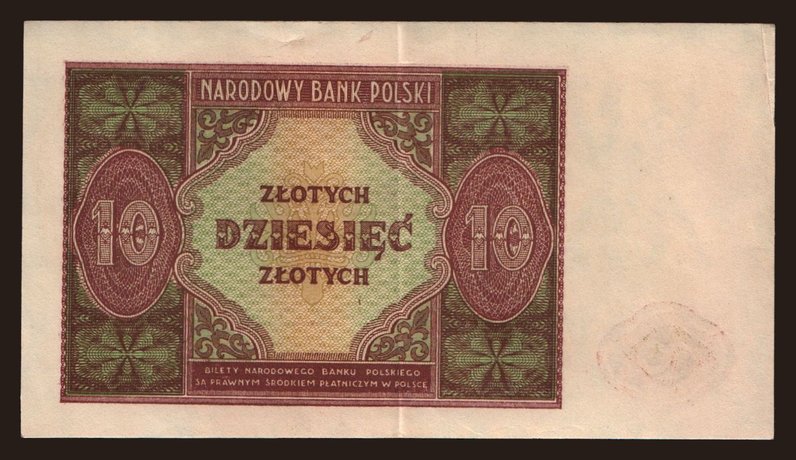 NARODOWY BANK POLSKI
ZŁOTYCH
10 DZIESIĘĆ 10
ZŁOTYCH
BILETY NARODOWEGO BANKU POLSKIEGO
SĄ PRAWNYM ŚRODKIEM PŁATNICZYM W POLSCE